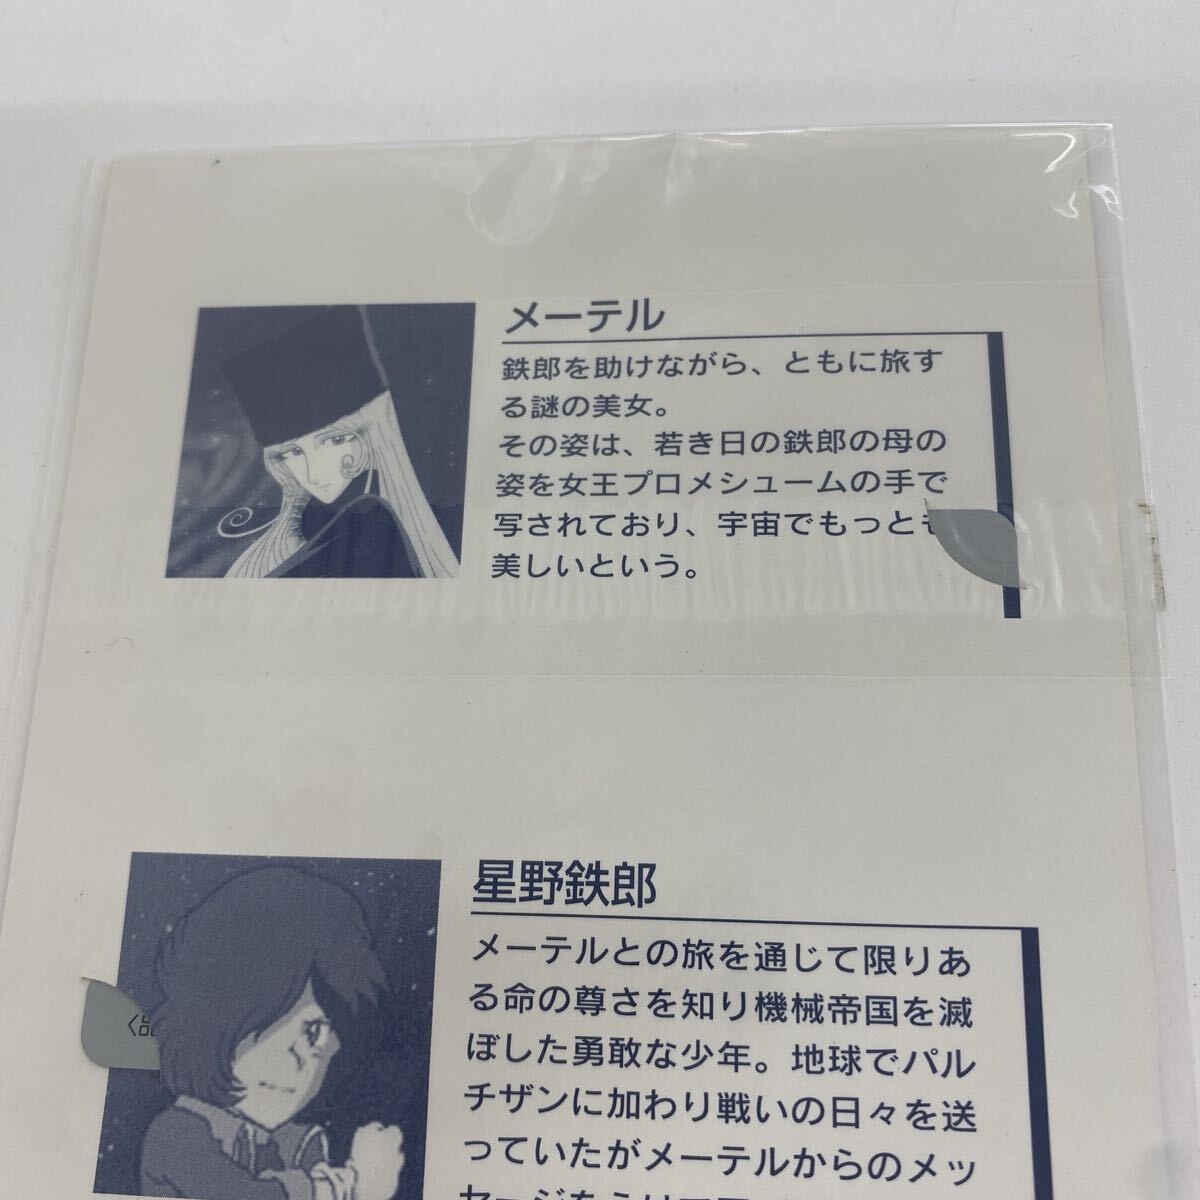 メーテル
鉄郎を助けながら、ともに旅す
る謎の美女。
その姿は、若き日の鉄郎の母の
姿を女王プロメシュームの手で
写されており、宇宙でもっとも
美しいという。
星野鉄郎
メーテルとの旅を通じて限りあ
る命の尊さを知り機械帝国を滅
ぼした勇敢な少年。地球でパル
チザンに加わり戦いの日々を送
っていたがメーテルからのメッ
セージをうけて